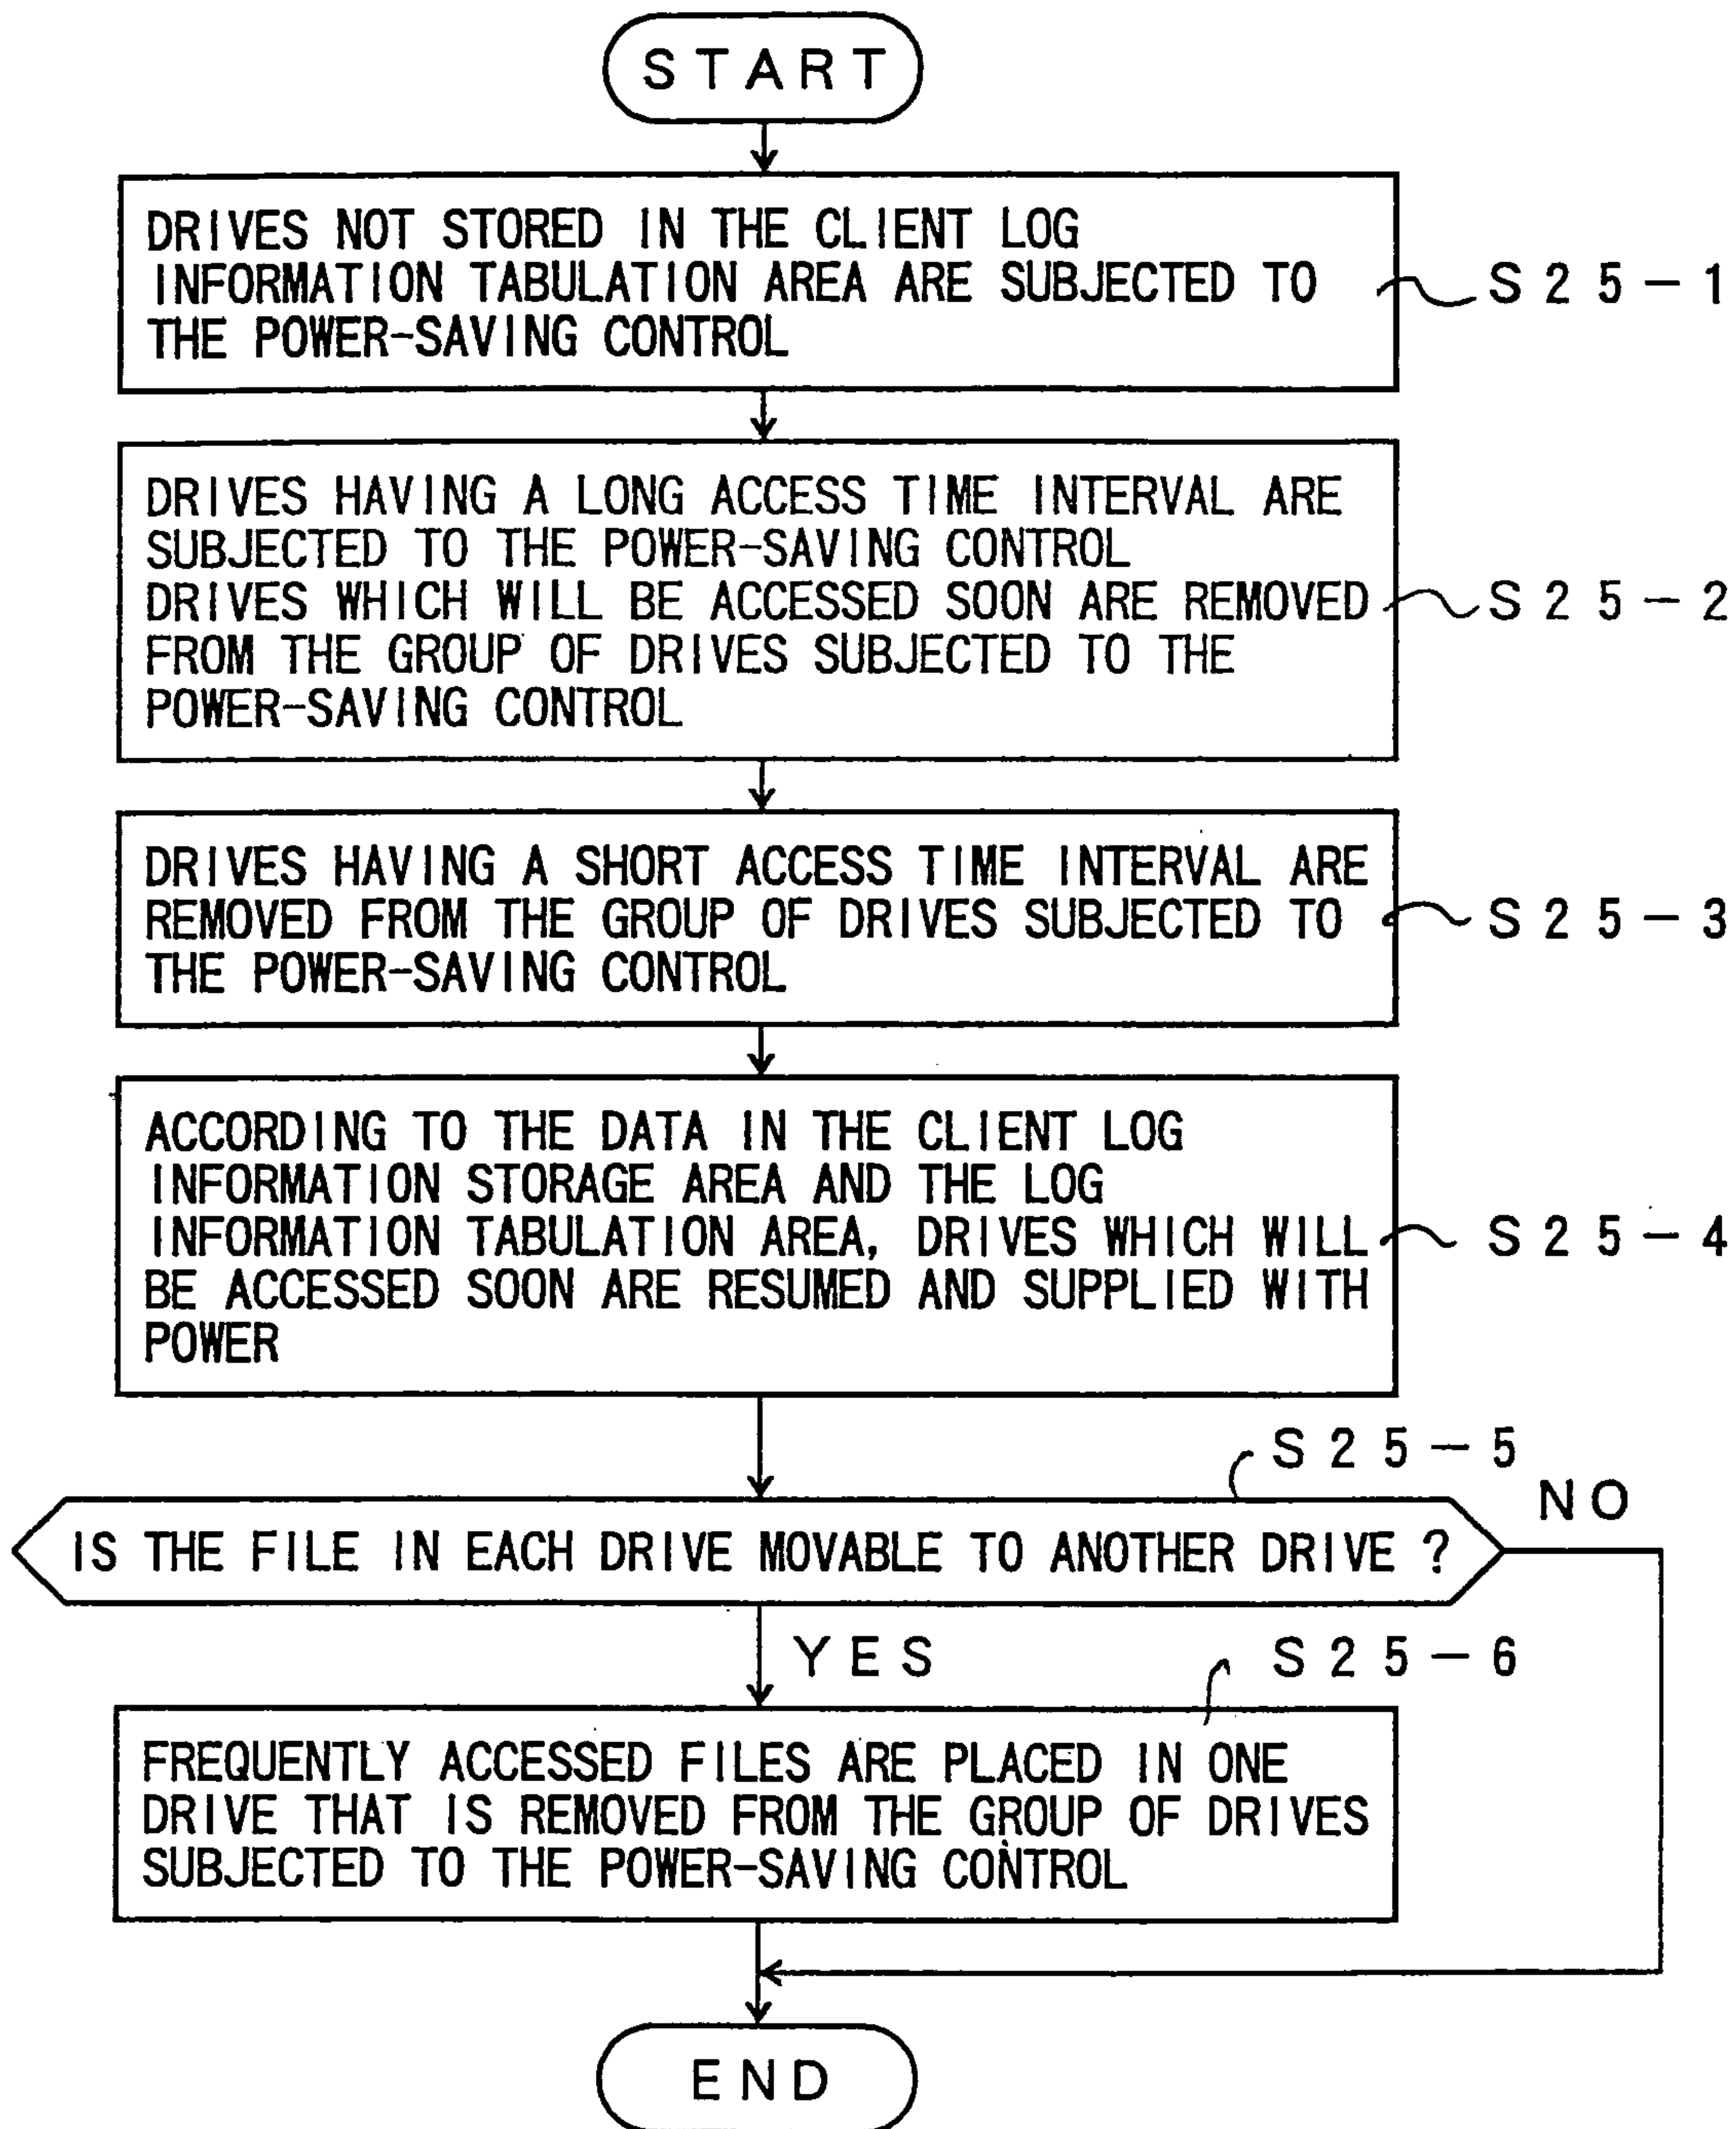 START
DRIVES NOT STORED IN THE CLIENT LOG
INFORMATION TABULATION AREA ARE SUBJECTED TO
THE POWER-SAVING CONTROL
S25-1
DRIVES HAVING A LONG ACCESS TIME INTERVAL ARE
SUBJECTED TO THE POWER-SAVING CONTROL
DRIVES WHICH WILL BE ACCESSED SOON ARE REMOVED
FROM THE GROUP OF DRIVES SUBJECTED TO THE
POWER-SAVING CONTROL
S25-2
DRIVES HAVING A SHORT ACCESS TIME INTERVAL ARE
REMOVED FROM THE GROUP OF DRIVES SUBJECTED TO
THE POWER-SAVING CONTROL
S25-3
ACCORDING TO THE DATA IN THE CLIENT LOG
INFORMATION STORAGE AREA AND THE LOG
INFORMATION TABULATION AREA, DRIVES WHICH WILL
BE ACCESSED SOON ARE RESUMED AND SUPPLIED WITH
POWER
S25-4
S25-5
IS THE FILE IN EACH DRIVE MOVABLE TO ANOTHER DRIVE ?
NO
YES
S25-6
FREQUENTLY ACCESSED FILES ARE PLACED IN ONE
DRIVE THAT IS REMOVED FROM THE GROUP OF DRIVES
SUBJECTED TO THE POWER-SAVING CONTROL
END